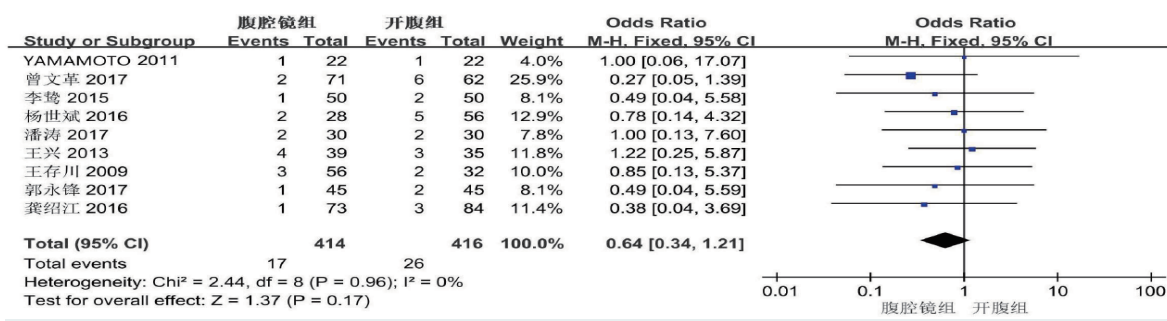 腹腔镜组 开腹组 Odds Ratio Odds Ratio
Study or Subgroup Events Total Events Total Weight M-H. Fixed. 95% CI M-H. Fixed. 95% CI
YAMAMOTO 2011 1 22 1 22 4.0% 1.00 [0.06, 17.07]
曾文革 2017 2 71 6 62 25.9% 0.27 [0.05, 1.39]
李鸷 2015 1 50 2 50 8.1% 0.49 [0.04, 5.58]
杨世斌 2016 2 28 5 56 12.9% 0.78 [0.14, 4.32]
潘涛 2017 2 30 2 30 7.8% 1.00 [0.13, 7.60]
王兴 2013 4 39 3 35 11.8% 1.22 [0.25, 5.87]
王存川 2009 3 56 2 32 10.0% 0.85 [0.13, 5.37]
郭永锋 2017 1 45 2 45 8.1% 0.49 [0.04, 5.59]
龚绍江 2016 1 73 3 84 11.4% 0.38 [0.04, 3.69]
Total (95% CI) 414 416 100.0% 0.64 [0.34, 1.21]
Total events 17 26
Heterogeneity: Chi² = 2.44, df = 8 (P = 0.96); I² = 0%
Test for overall effect: Z = 1.37 (P = 0.17)
0.01 0.1 1 10 100
腹腔镜组 开腹组